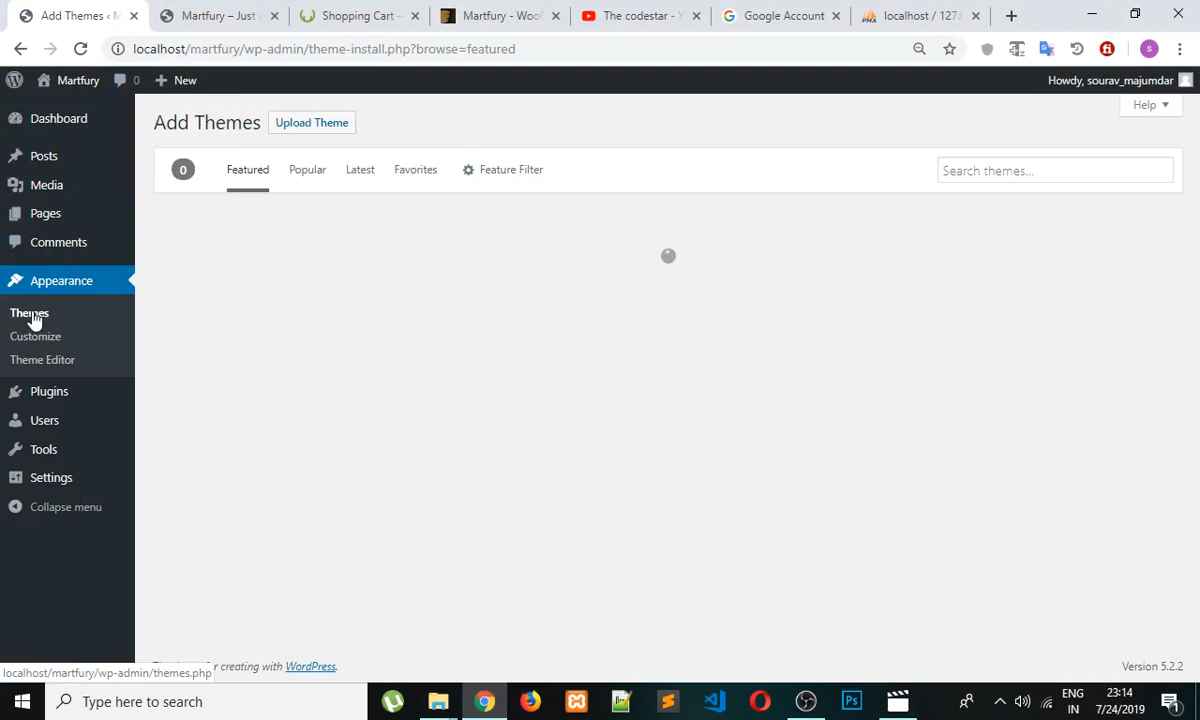 Add Themes ‹ M
Martfury – Just a
Shopping Cart –
Martfury - Woo
The codestar - Y
Google Account
localhost / 127.0
localhost/martfury/wp-admin/theme-install.php?browse=featured
S
Martfury 0 New
Howdy, sourav_majumdar
Help
Dashboard
Posts
Media
Pages
Comments
Appearance
Themes
Customize
Theme Editor
Plugins
Users
Tools
Settings
Collapse menu
Add Themes Upload Theme
0 Featured Popular Latest Favorites Feature Filter Search themes...
creating with WordPress.
Version 5.2.2
localhost/martfury/wp-admin/themes.php
Type here to search
Ps
ENG
IN
23:14
7/24/2019
1